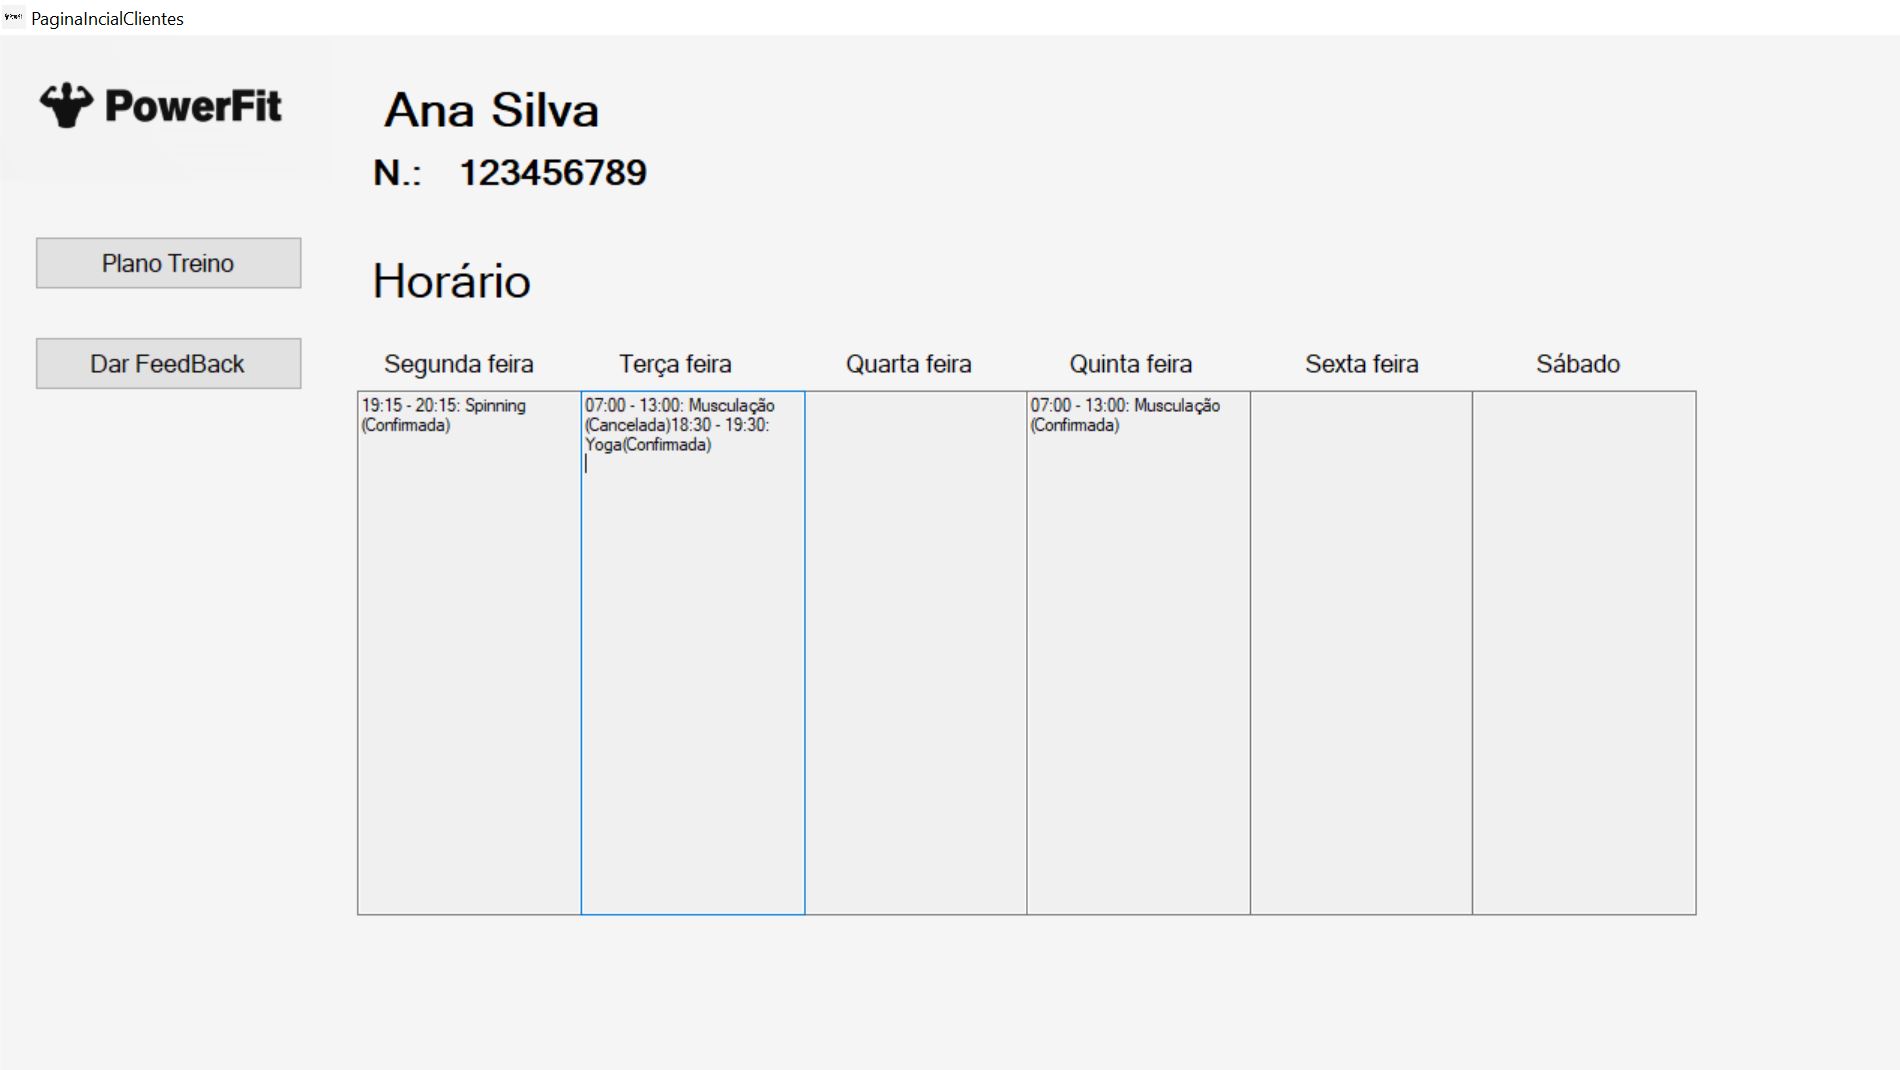 PaginaIncialClientes
PowerFit
Ana Silva
N.: 123456789
Plano Treino
Dar FeedBack
Horário
Segunda feira
Terça feira
Quarta feira
Quinta feira
Sexta feira
Sábado
19:15 - 20:15: Spinning
(Confirmada)
07:00 - 13:00: Musculação
(Cancelada)18:30 - 19:30:
Yoga(Confirmada)
07:00 - 13:00: Musculação
(Confirmada)